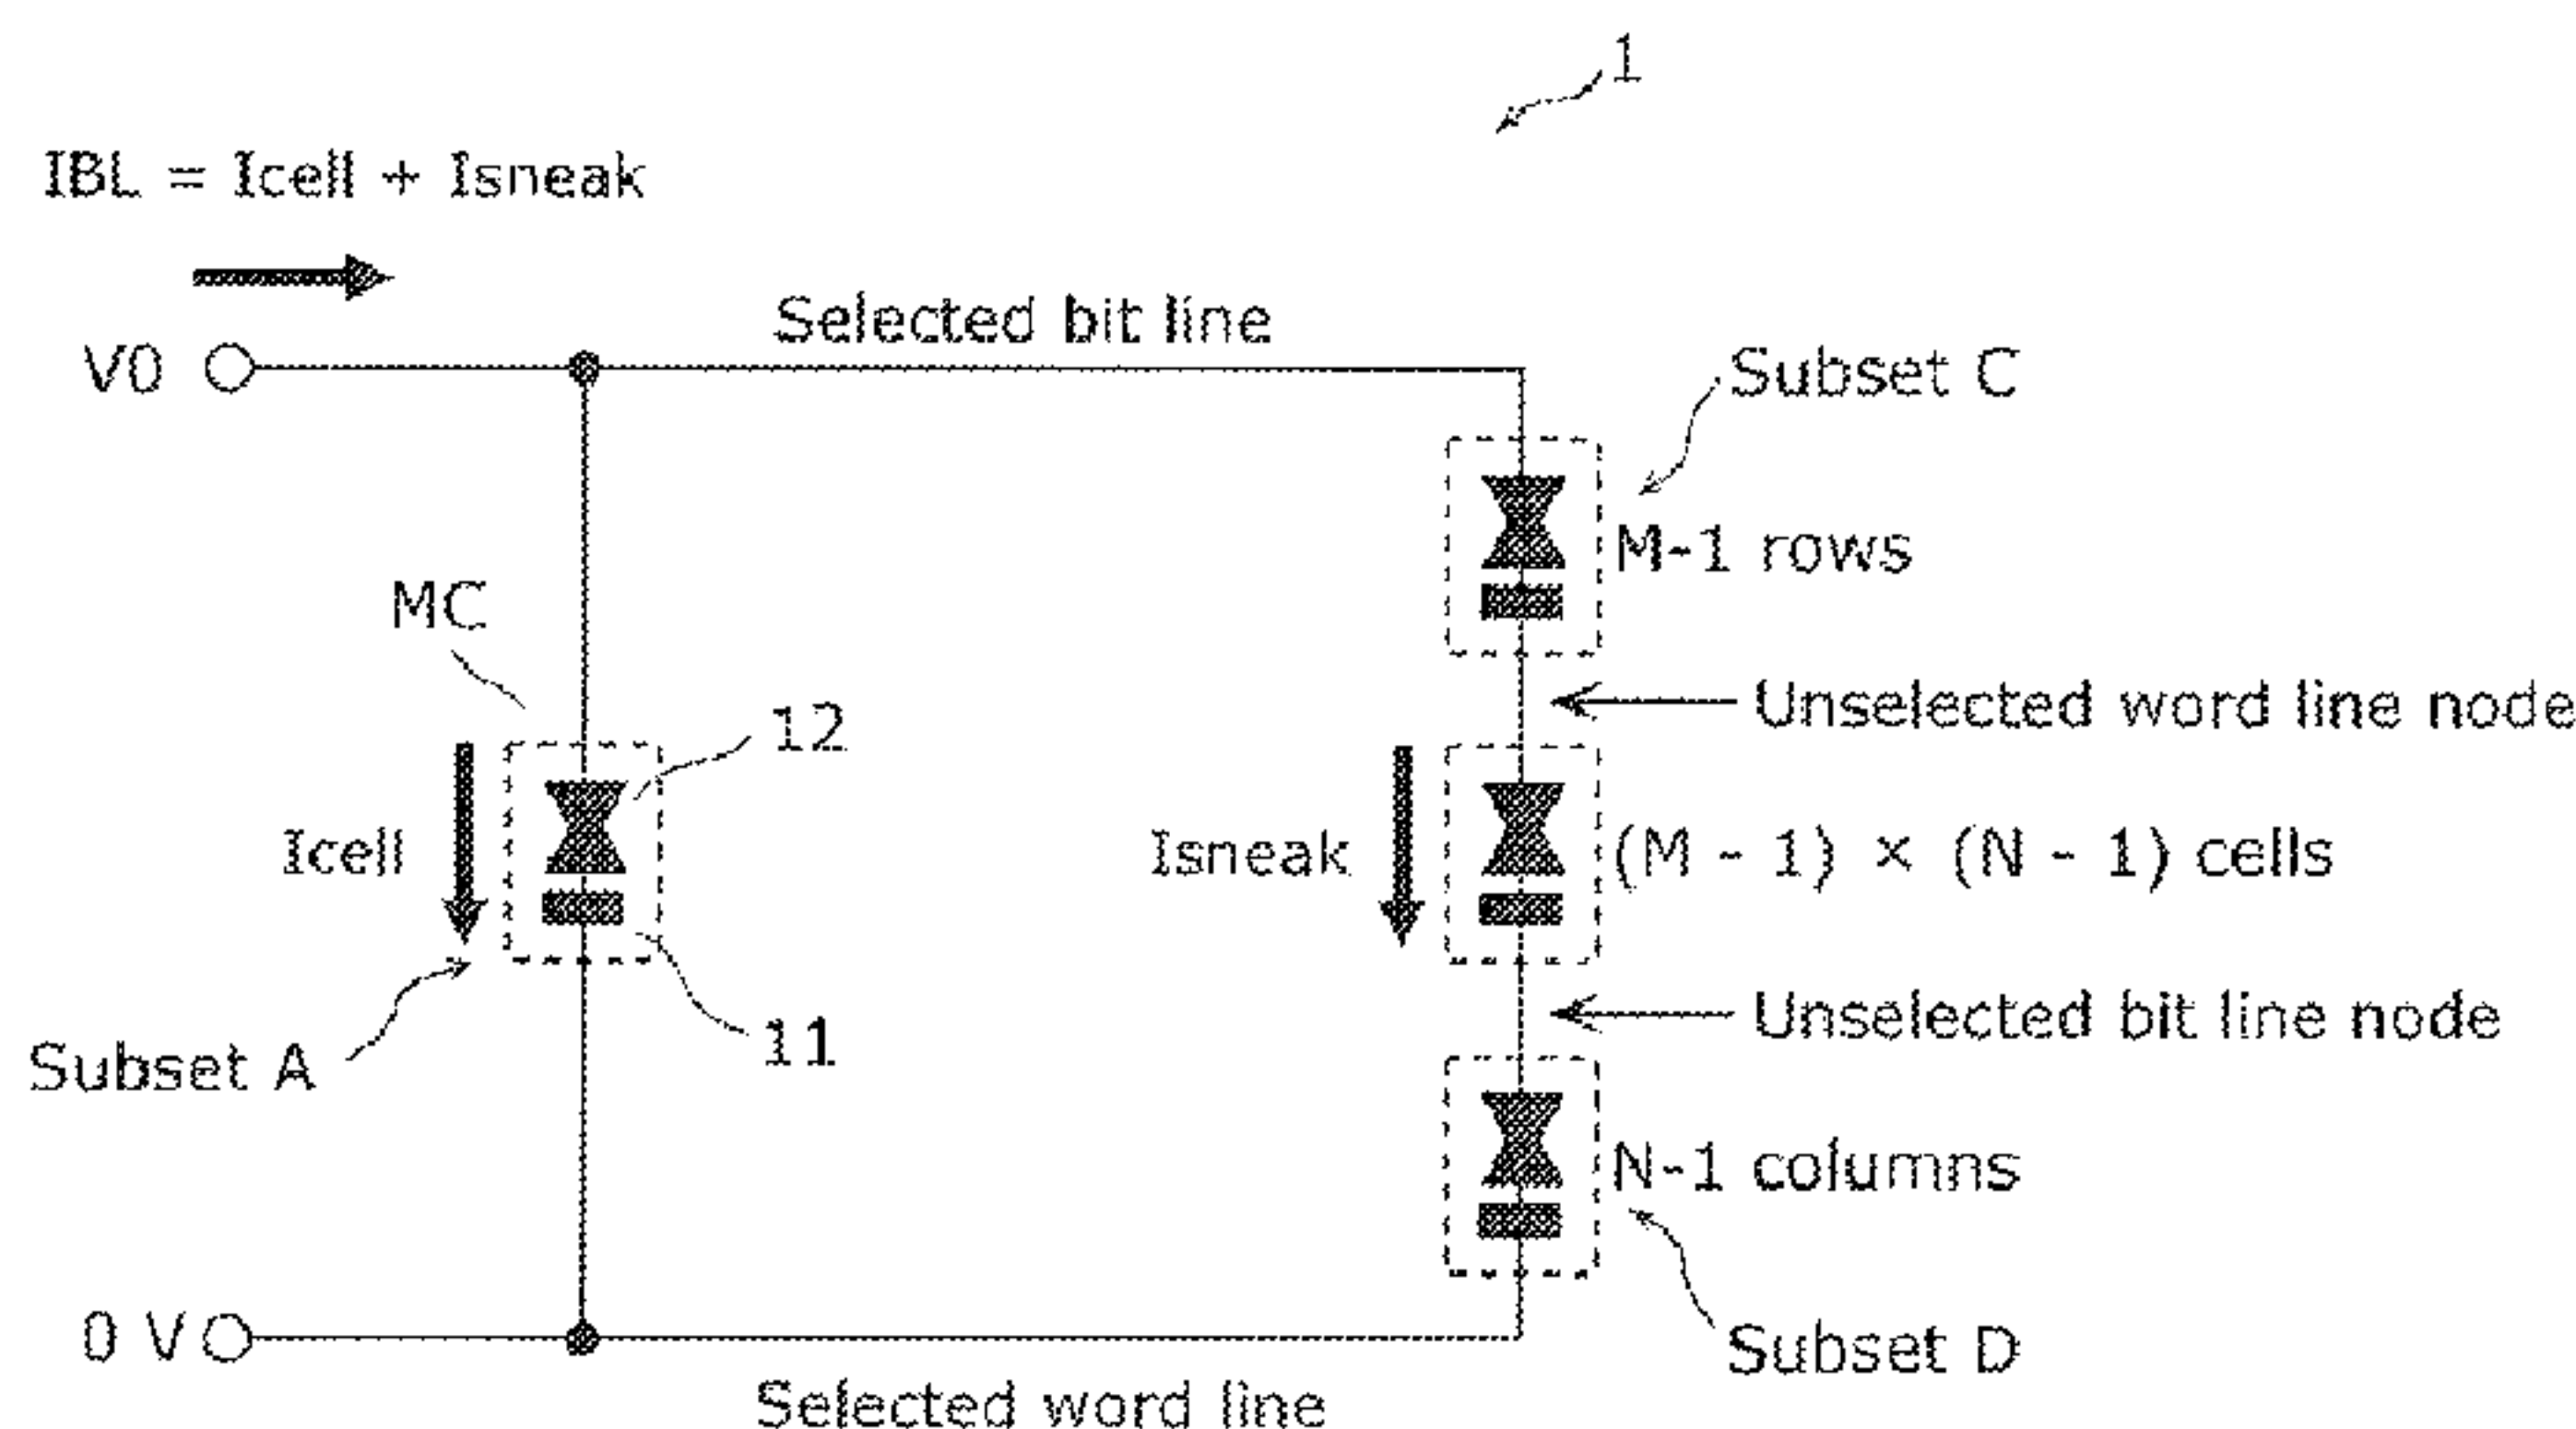 1
IBL = Icell + Isneak
Selected bit line
V0
Subset C
M-1 rows
MC
Unselected word line node
12
Icell
Isneak
(M - 1) × (N - 1) cells
Unselected bit line node
11
Subset A
N-1 columns
0 V
Subset D
Selected word line